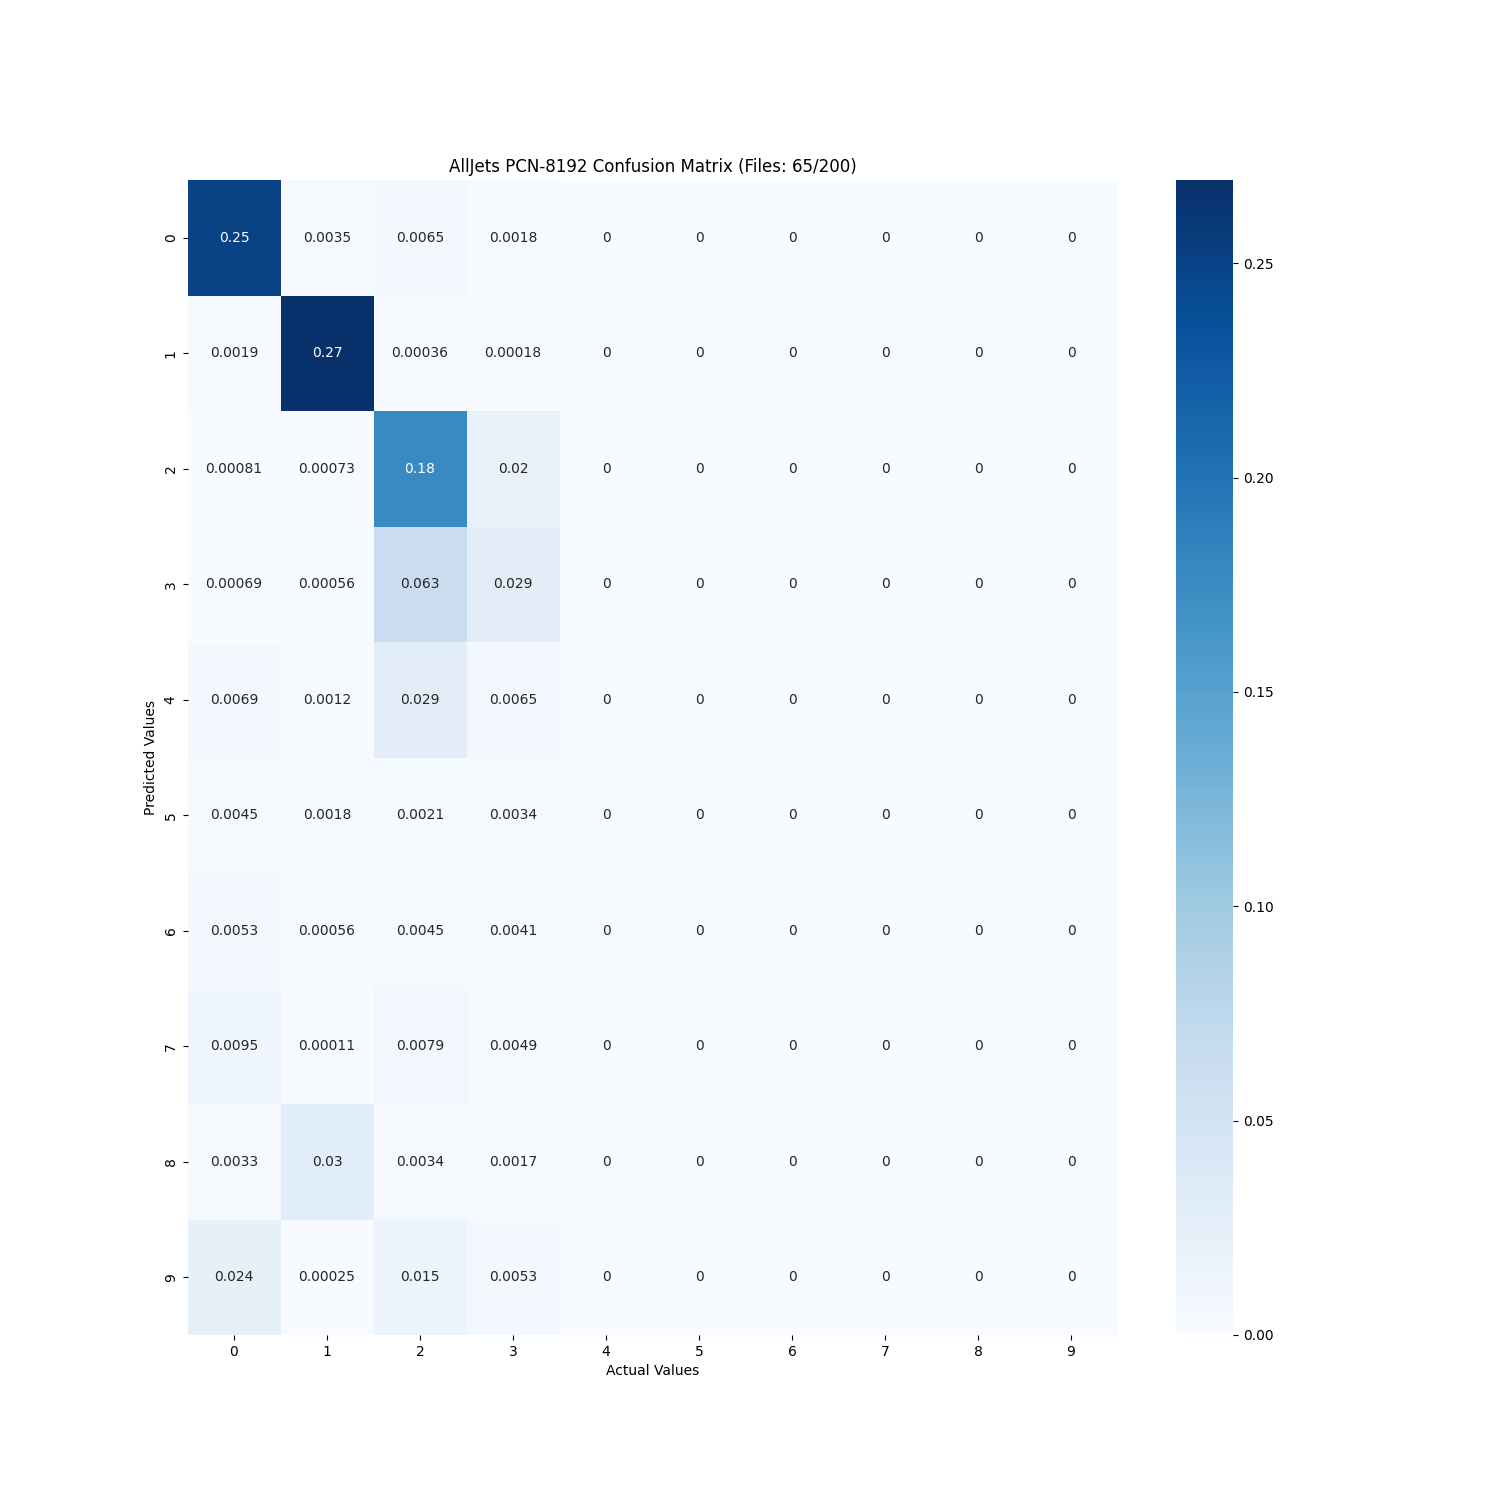 AllJets PCN-8192 Confusion Matrix (Files: 65/200)
0 0.25 0.0035 0.0065 0.0018 0 0 0 0 0 0
1 0.0019 0.27 0.00036 0.00018 0 0 0 0 0 0
2 0.00081 0.00073 0.18 0.02 0 0 0 0 0 0
3 0.00069 0.00056 0.063 0.029 0 0 0 0 0 0
4 0.0069 0.0012 0.029 0.0065 0 0 0 0 0 0
5 0.0045 0.0018 0.0021 0.0034 0 0 0 0 0 0
6 0.0053 0.00056 0.0045 0.0041 0 0 0 0 0 0
7 0.0095 0.00011 0.0079 0.0049 0 0 0 0 0 0
8 0.0033 0.03 0.0034 0.0017 0 0 0 0 0 0
9 0.024 0.00025 0.015 0.0053 0 0 0 0 0 0
0 1 2 3 4 5 6 7 8 9
Actual Values
Predicted Values
0.25
0.20
0.15
0.10
0.05
0.00